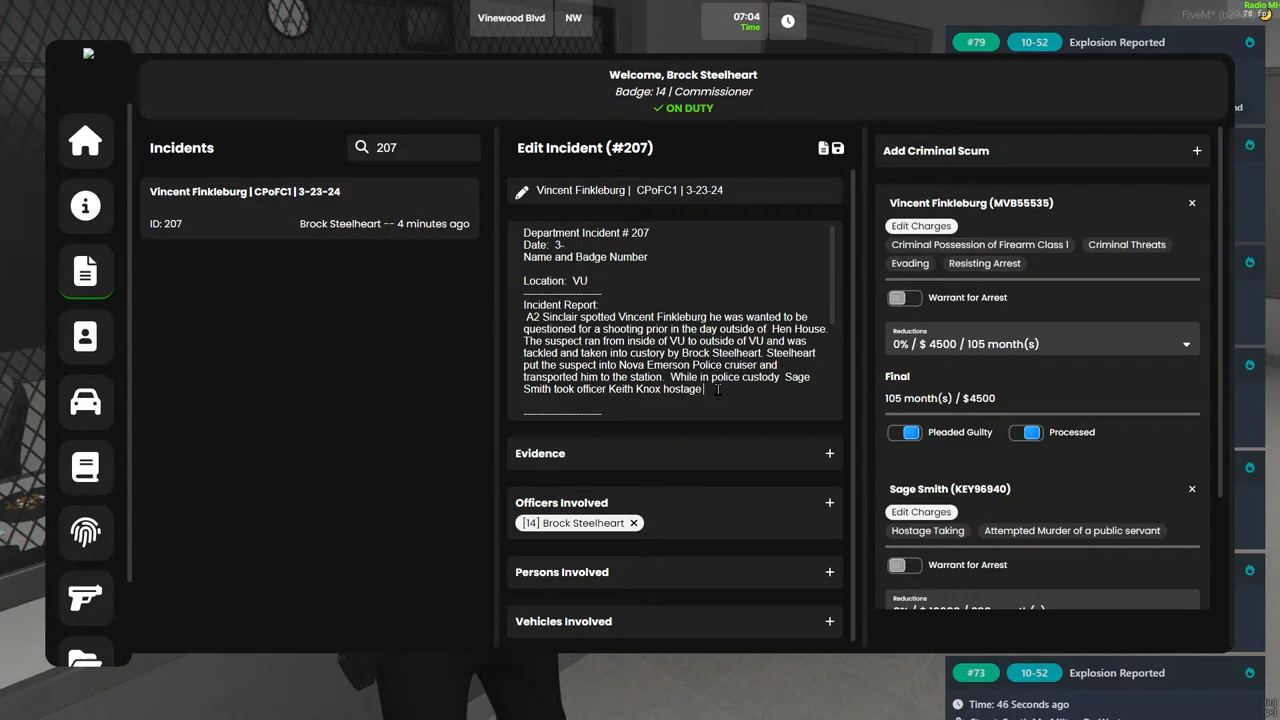 Vinewood Blvd
NW
07:04
Time
FiveM*
Radio
#79
10-52
Explosion Reported
Welcome, Brock Steelheart
Badge: 14 | Commissioner
ON DUTY
Incidents
207
Vincent Finkleburg | CPoFC1 | 3-23-24
ID: 207
Brock Steelheart -- 4 minutes ago
Edit Incident (#207)
Vincent Finkleburg |  CPoFC1 | 3-23-24
Department Incident # 207
Date:  3-
Name and Badge Number
Location:  VU
-------------------------
Incident Report:
A2 Sinclair spotted Vincent Finkleburg he was wanted to be
questioned for a shooting prior in the day outside of  Hen House.
The suspect ran from inside of VU to outside of VU and was
tackled and taken into custory by Brock Steelheart. Steelheart
put the suspect into Nova Emerson Police cruiser and
transported him to the station.  While in police custody  Sage
Smith took officer Keith Knox hostage
-------------------------
Evidence
Officers Involved
[14] Brock Steelheart
Persons Involved
Vehicles Involved
Add Criminal Scum
Vincent Finkleburg (MVB55535)
Edit Charges
Criminal Possession of Firearm Class 1
Criminal Threats
Evading
Resisting Arrest
Warrant for Arrest
Reductions
0% / $ 4500 / 105 month(s)
Final
105 month(s) / $4500
Pleaded Guilty
Processed
Sage Smith (KEY96940)
Edit Charges
Hostage Taking
Attempted Murder of a public servant
Warrant for Arrest
Reductions
#73
10-52
Explosion Reported
Time: 46 Seconds ago